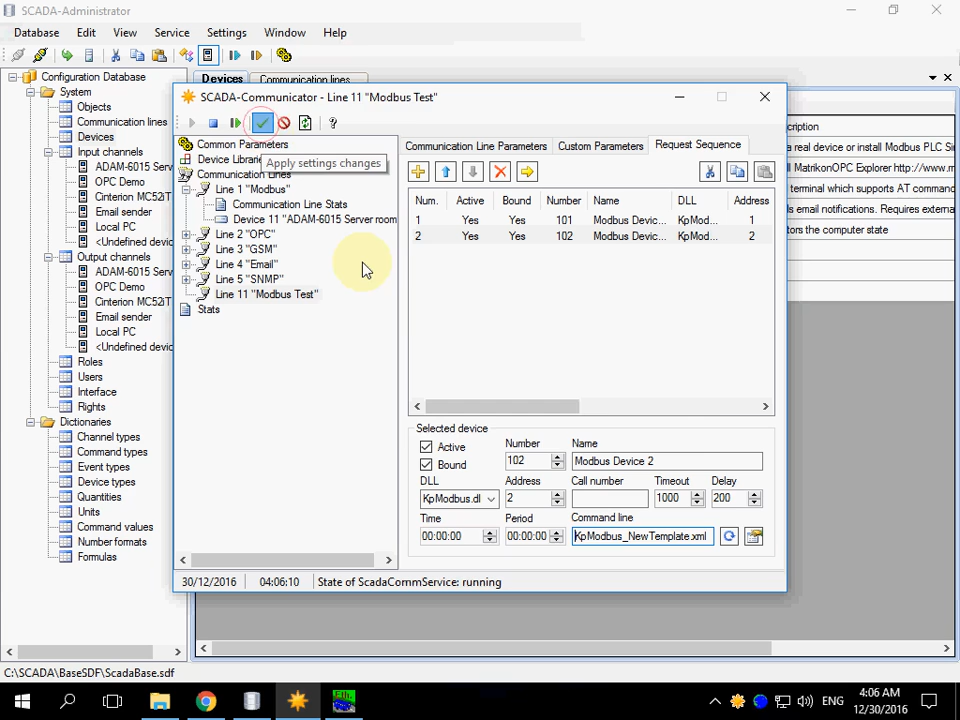 SCADA-Administrator
Database Edit View Service Settings Window Help
Configuration Database
System
Objects
Communication lines
Devices
Input channels
ADAM-6015 Serv
OPC Demo
Cinterion MC52iT
Email sender
Local PC
<Undefined devic
Output channels
ADAM-6015 Serv
OPC Demo
Cinterion MC52iT
Email sender
Local PC
<Undefined devic
Roles
Users
Interface
Rights
Dictionaries
Channel types
Command types
Event types
Device types
Quantities
Units
Command values
Number formats
Formulas
Devices Communication lines
cription
a real device or install Modbus PLC Si
l MatrikonOPC Explorer http://www.m
terminal which supports AT command
ds email notifications. Requires externa
tors the computer state
SCADA-Communicator - Line 11 "Modbus Test"
Common Parameters
Device Librarie
Apply settings changes
Communication Lines
Line 1 "Modbus"
Communication Line Stats
Device 11 "ADAM-6015 Server room
Line 2 "OPC"
Line 3 "GSM"
Line 4 "Email"
Line 5 "SNMP"
Line 11 "Modbus Test"
Stats
Communication Line Parameters Custom Parameters Request Sequence
Num. Active Bound Number Name DLL Address
1 Yes Yes 101 Modbus Devic... KpMod... 1
2 Yes Yes 102 Modbus Devic... KpMod... 2
Selected device
Active
Bound
Number Name
102 Modbus Device 2
DLL Address Call number Timeout Delay
KpModbus.dl 2 1000 200
Time Period Command line
00:00:00 00:00:00 KpModbus_NewTemplate.xml
30/12/2016 04:06:10 State of ScadaCommService: running
C:\SCADA\BaseSDF\ScadaBase.sdf
ENG
4:06 AM
12/30/2016